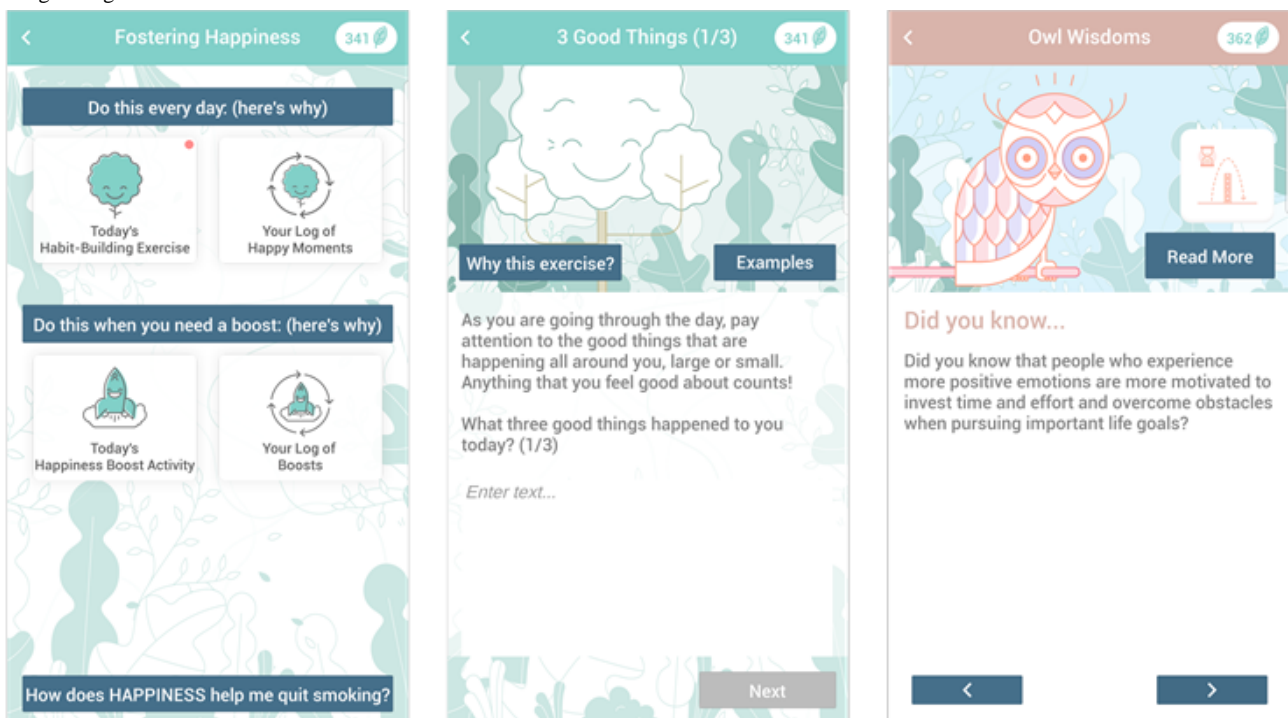 Fostering Happiness
341
Do this every day: (here's why)
Today's
Habit-Building Exercise
Your Log of
Happy Moments
Do this when you need a boost: (here's why)
Today's
Happiness Boost Activity
Your Log of
Boosts
How does HAPPINESS help me quit smoking?
3 Good Things (1/3)
341
Why this exercise?
Examples
As you are going through the day, pay
attention to the good things that are
happening all around you, large or small.
Anything that you feel good about counts!
What three good things happened to you
today? (1/3)
Enter text...
Next
Owl Wisdoms
362
Read More
Did you know...
Did you know that people who experience
more positive emotions are more motivated to
invest time and effort and overcome obstacles
when pursuing important life goals?